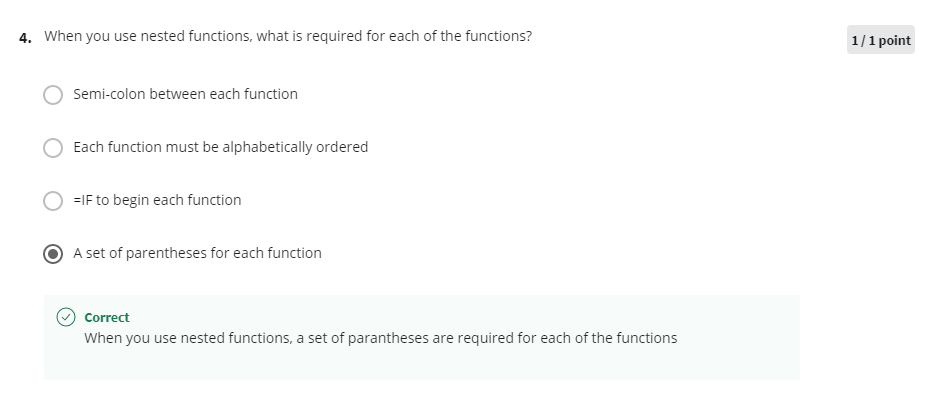 4. When you use nested functions, what is required for each of the functions?
1 / 1 point
Semi-colon between each function
Each function must be alphabetically ordered
=IF to begin each function
A set of parentheses for each function
Correct
When you use nested functions, a set of parantheses are required for each of the functions